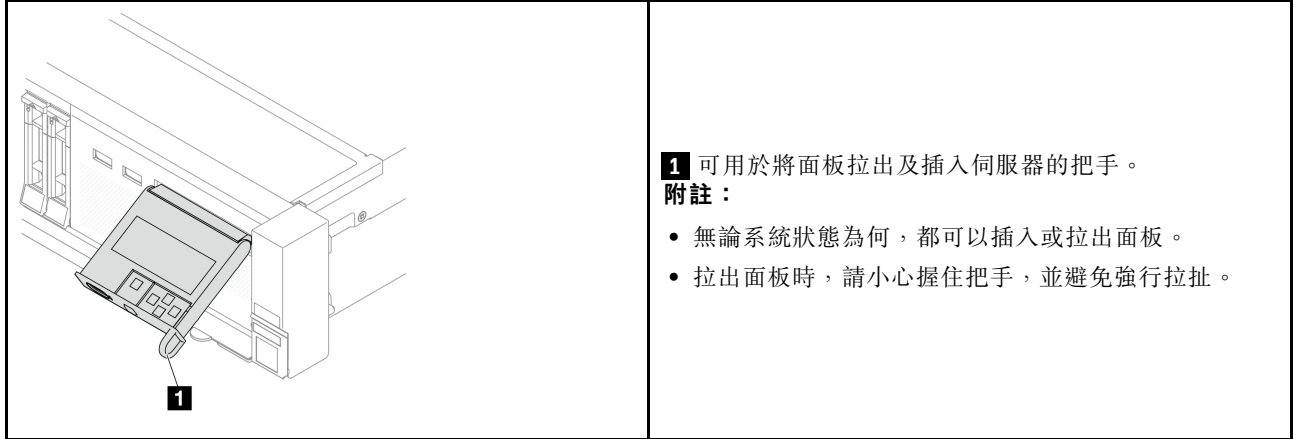 1
1 可用於將面板拉出及插入伺服器的把手。
附註：
• 無論系統狀態為何，都可以插入或拉出面板。
• 拉出面板時，請小心握住把手，並避免強行拉扯。